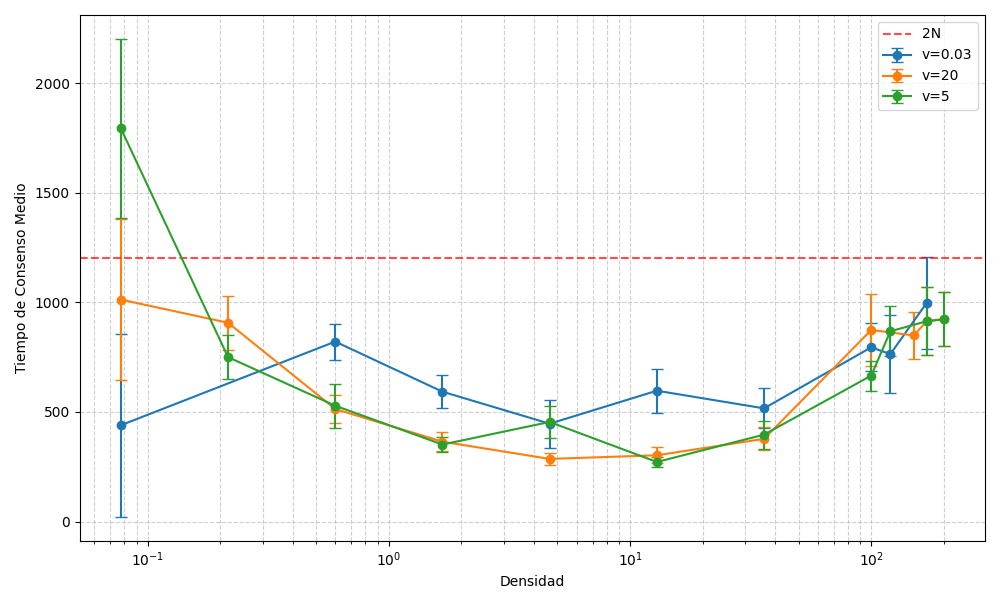 2N
v=0.03
v=20
v=5
2000
1500
1000
500
0
Tiempo de Consenso Medio
10⁻¹
10⁰
10¹
10²
Densidad